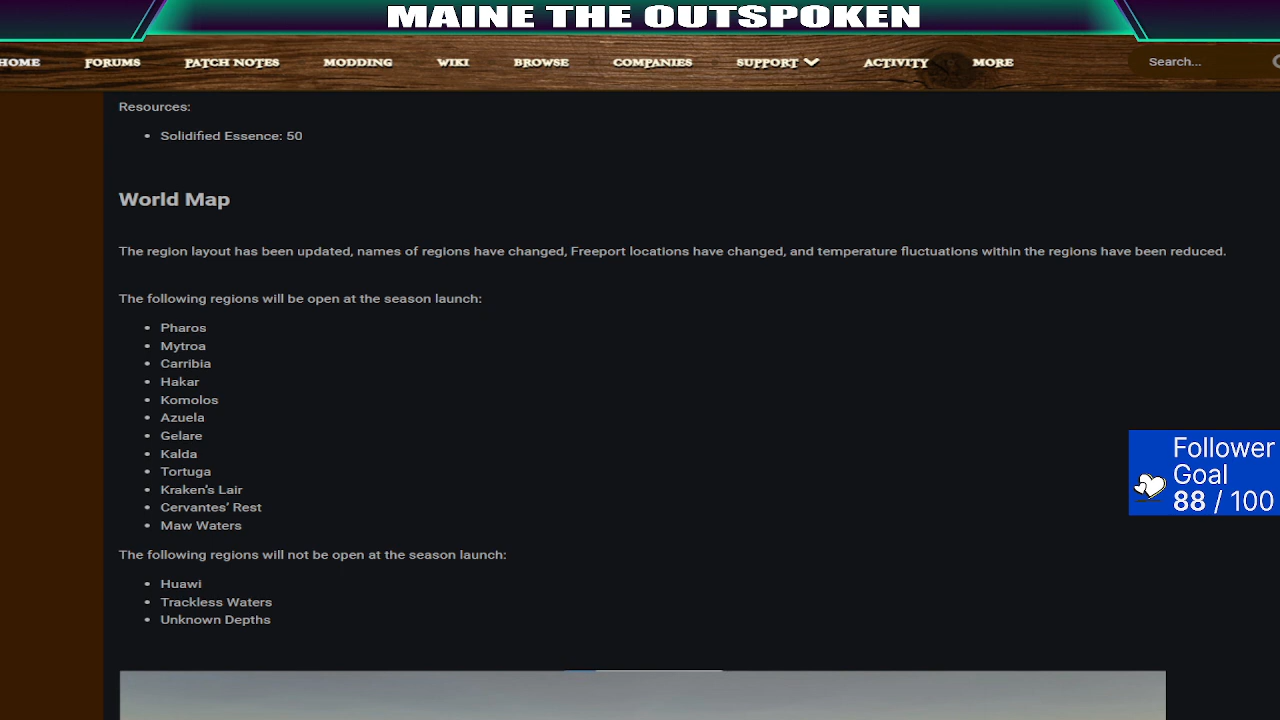 MAINE THE OUTSPOKEN
HOME FORUMS PATCH NOTES MODDING WIKI BROWSE COMPANIES SUPPORT ACTIVITY MORE Search...
Resources:
• Solidified Essence: 50
World Map
The region layout has been updated, names of regions have changed, Freeport locations have changed, and temperature fluctuations within the regions have been reduced.
The following regions will be open at the season launch:
• Pharos
• Mytroa
• Carribia
• Hakar
• Komolos
• Azuela
• Gelare
• Kalda
• Tortuga
• Kraken's Lair
• Cervantes' Rest
• Maw Waters
The following regions will not be open at the season launch:
• Huawi
• Trackless Waters
• Unknown Depths
Follower
Goal
88 / 100